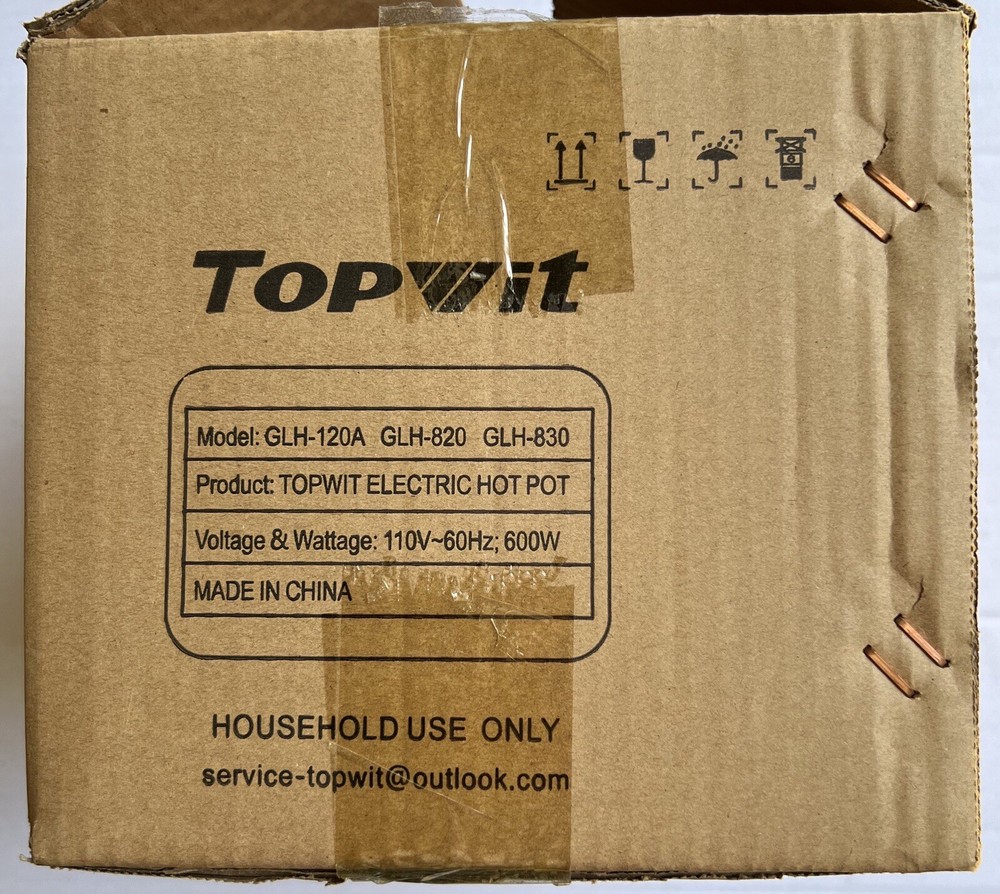 6
TOPWit
Model: GLH-120A GLH-820 GLH-830
Product: TOPWIT ELECTRIC HOT POT
Voltage & Wattage: 110V~60Hz; 600W
MADE IN CHINA
HOUSEHOLD USE ONLY
service-topwit@outlook.com